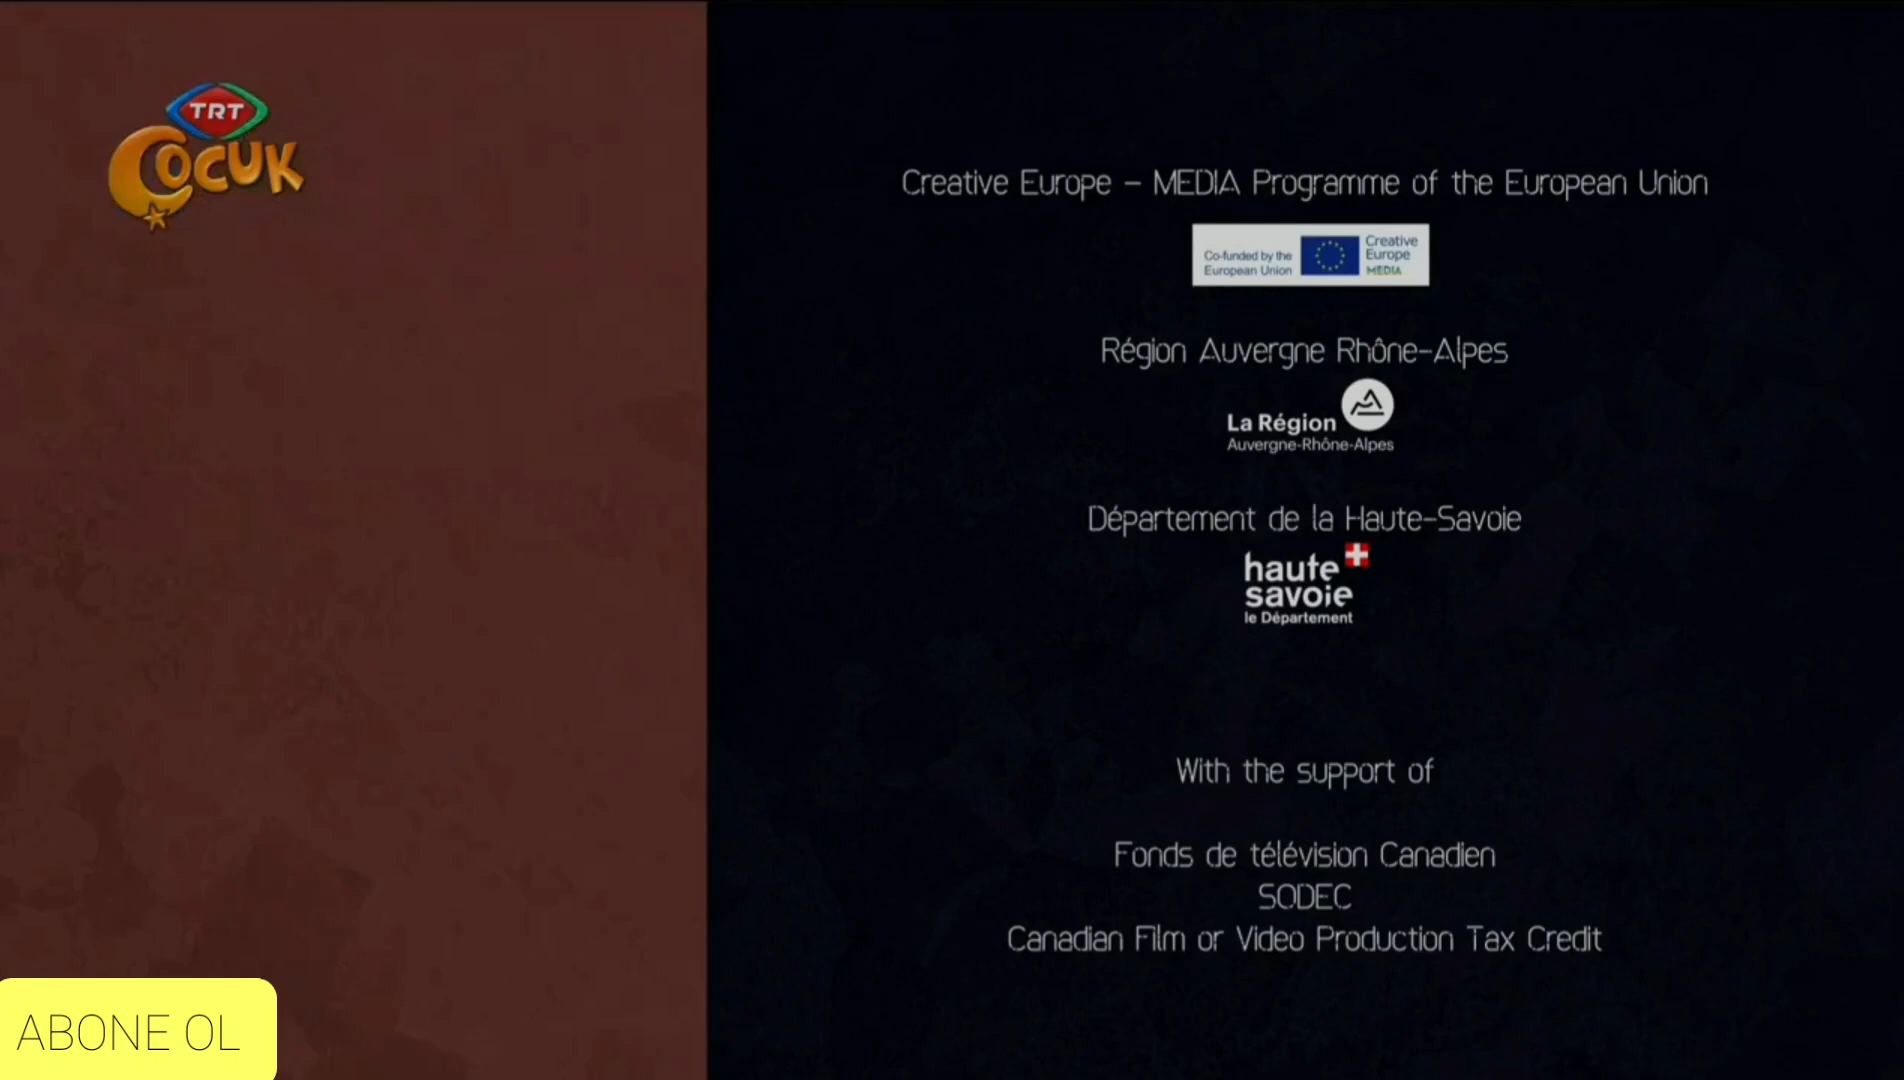 TRT
ÇOCUK
Creative Europe – MEDIA Programme of the European Union
Co-funded by the
European Union
Creative
Europe
MEDIA
Région Auvergne Rhône-Alpes
La Région
Auvergne-Rhône-Alpes
Département de la Haute-Savoie
haute
savoie
le Département
With the support of
Fonds de télévision Canadien
SODEC
Canadian Film or Video Production Tax Credit
ABONE OL